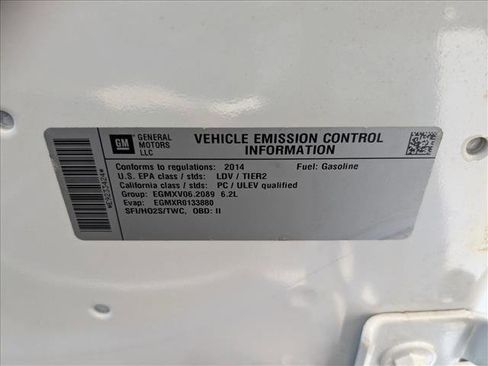 GM
GENERAL
MOTORS
LLC
VEHICLE EMISSION CONTROL
INFORMATION
Conforms to regulations: 2014 Fuel: Gasoline
U.S. EPA class / stds: LDV / TIER2
California class / stds: PC / ULEV qualified
Group: EGMXV06.2089 6.2L
Evap: EGMXR0133880
SFI/HO2S/TWC, OBD: II